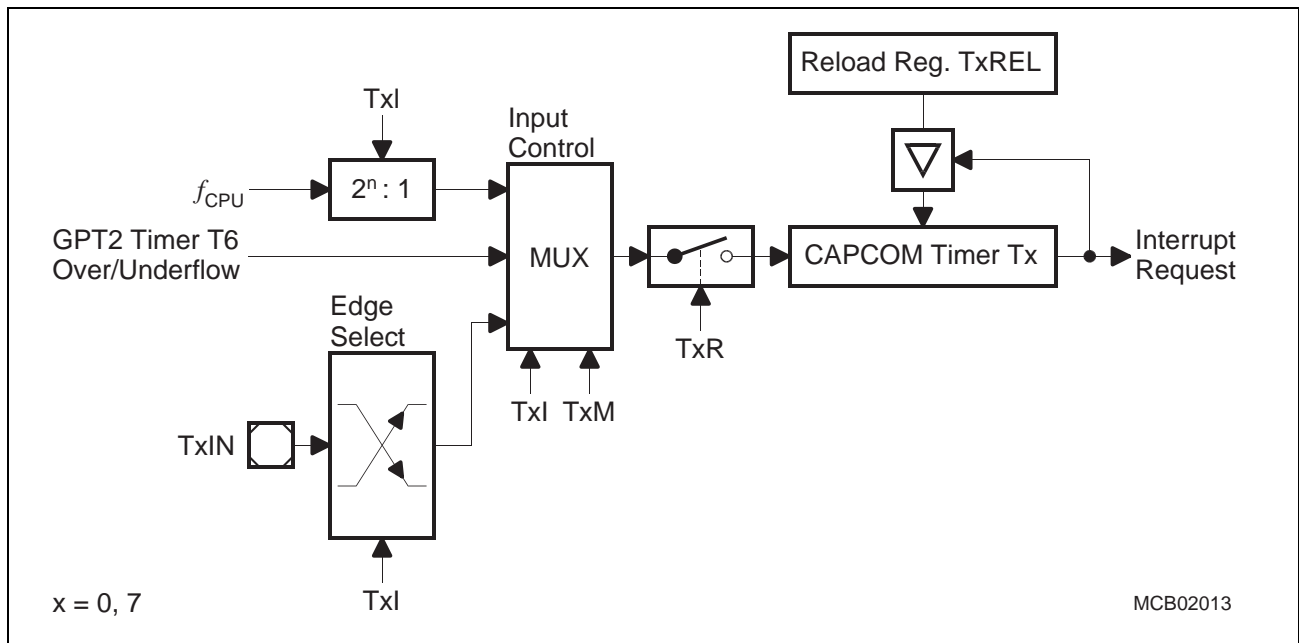 Reload Reg. TxREL
TxI
Input
Control
fCPU
2ⁿ : 1
GPT2 Timer T6
Over/Underflow
MUX
CAPCOM Timer Tx
Interrupt
Request
Edge
Select
TxR
TxI TxM
TxIN
TxI
x = 0, 7
MCB02013